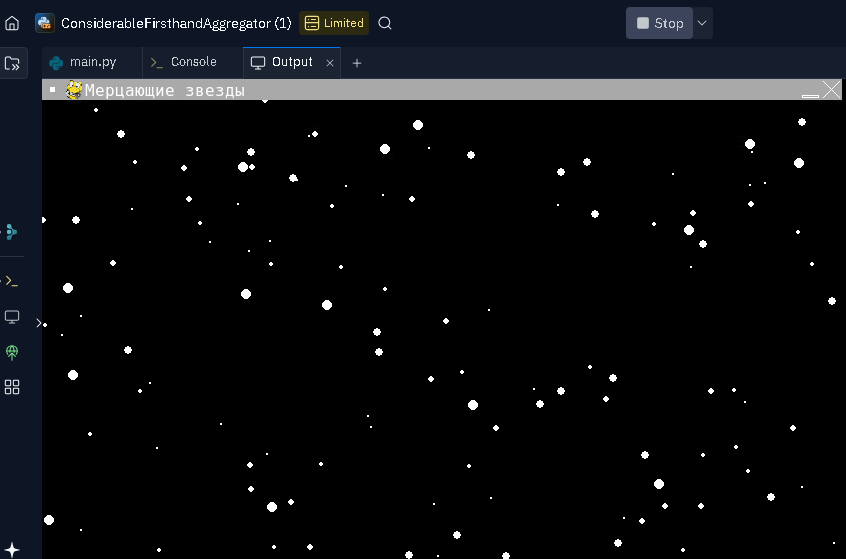 ConsiderableFirsthandAggregator (1) Limited Stop
main.py Console Output
Мерцающие звезды